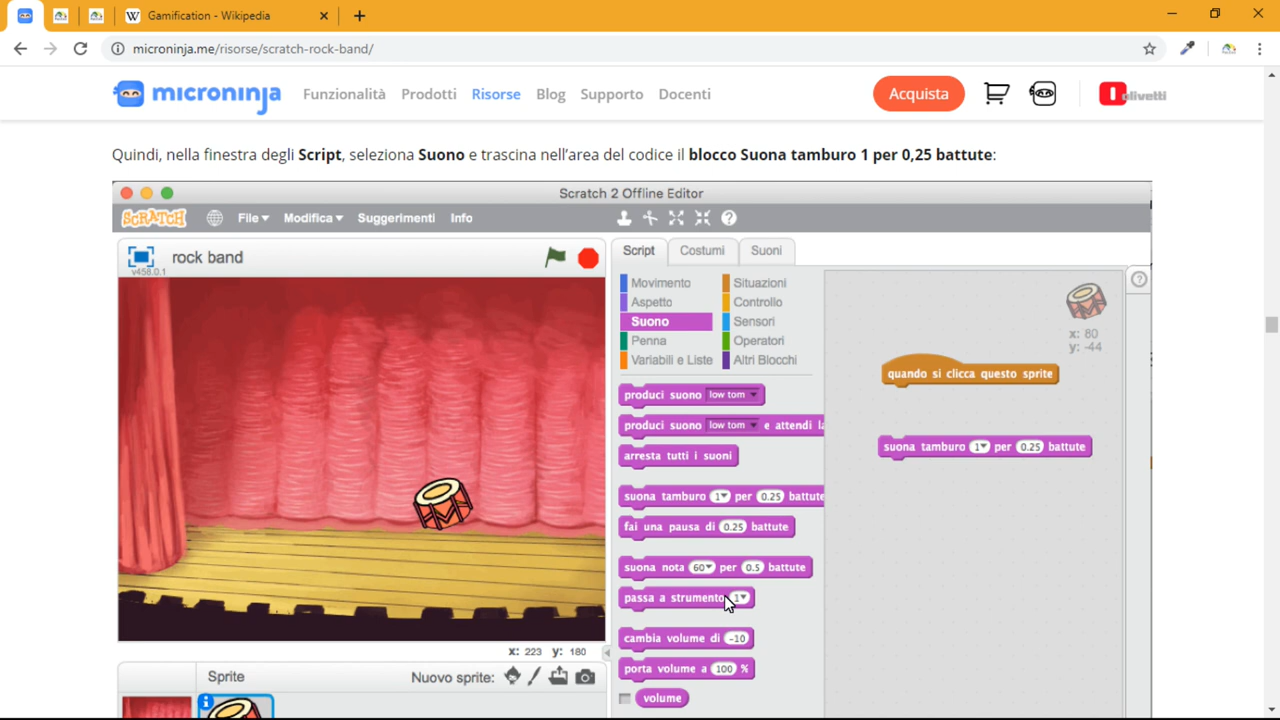 Gamification - Wikipedia
microninja.me/risorse/scratch-rock-band/
microninja
Funzionalità Prodotti Risorse Blog Supporto Docenti
Acquista
olivetti
Quindi, nella finestra degli Script, seleziona Suono e trascina nell'area del codice il blocco Suona tamburo 1 per 0,25 battute:
Scratch 2 Offline Editor
SCRATCH File Modifica Suggerimenti Info
rock band
v458.0.1
Script Costumi Suoni
Movimento Situazioni
Aspetto Controllo
Suono Sensori
Penna Operatori
Variabili e Liste Altri Blocchi
x: 80
y: -44
quando si clicca questo sprite
suona tamburo 1 per 0.25 battute
produci suono low tom
produci suono low tom e attendi la
arresta tutti i suoni
suona tamburo 1 per 0.25 battute
fai una pausa di 0.25 battute
suona nota 60 per 0.5 battute
passa a strumento 1
cambia volume di -10
porta volume a 100 %
volume
x: 223 y: 180
Sprite Nuovo sprite: